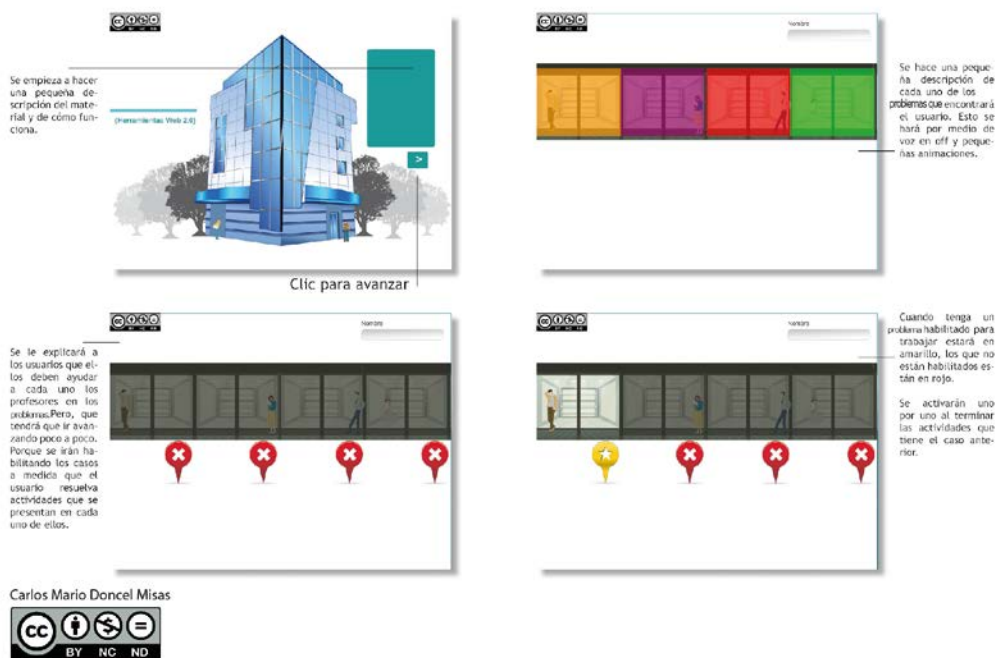 Se empieza a hacer
una pequeña de-
scripción del mate-
rial y de cómo fun-
ciona.
(Herramientas Web 2.0)
>
Clic para avanzar
Nombre
Se hace una peque-
ña descripción de
cada uno de los
problemas que encontrará
el usuario. Esto se
hará por medio de
voz en off y peque-
ñas animaciones.
Se le explicará a
los usuarios que el-
los deben ayudar
a cada uno los
profesores en los
problemas.Pero, que
tendrá que ir avan-
zando poco a poco.
Porque se irán ha-
bilitando los casos
a medida que el
usuario resuelva
actividades que se
presentan en cada
uno de ellos.
Nombre
Nombre
Cuando tenga un
problema habilitado para
trabajar estará en
amarillo, los que no
están habilitados es-
tán en rojo.
Se activarán uno
por uno al terminar
las actividades que
tiene el caso ante-
rior.
Carlos Mario Doncel Misas
cc
BY NC ND